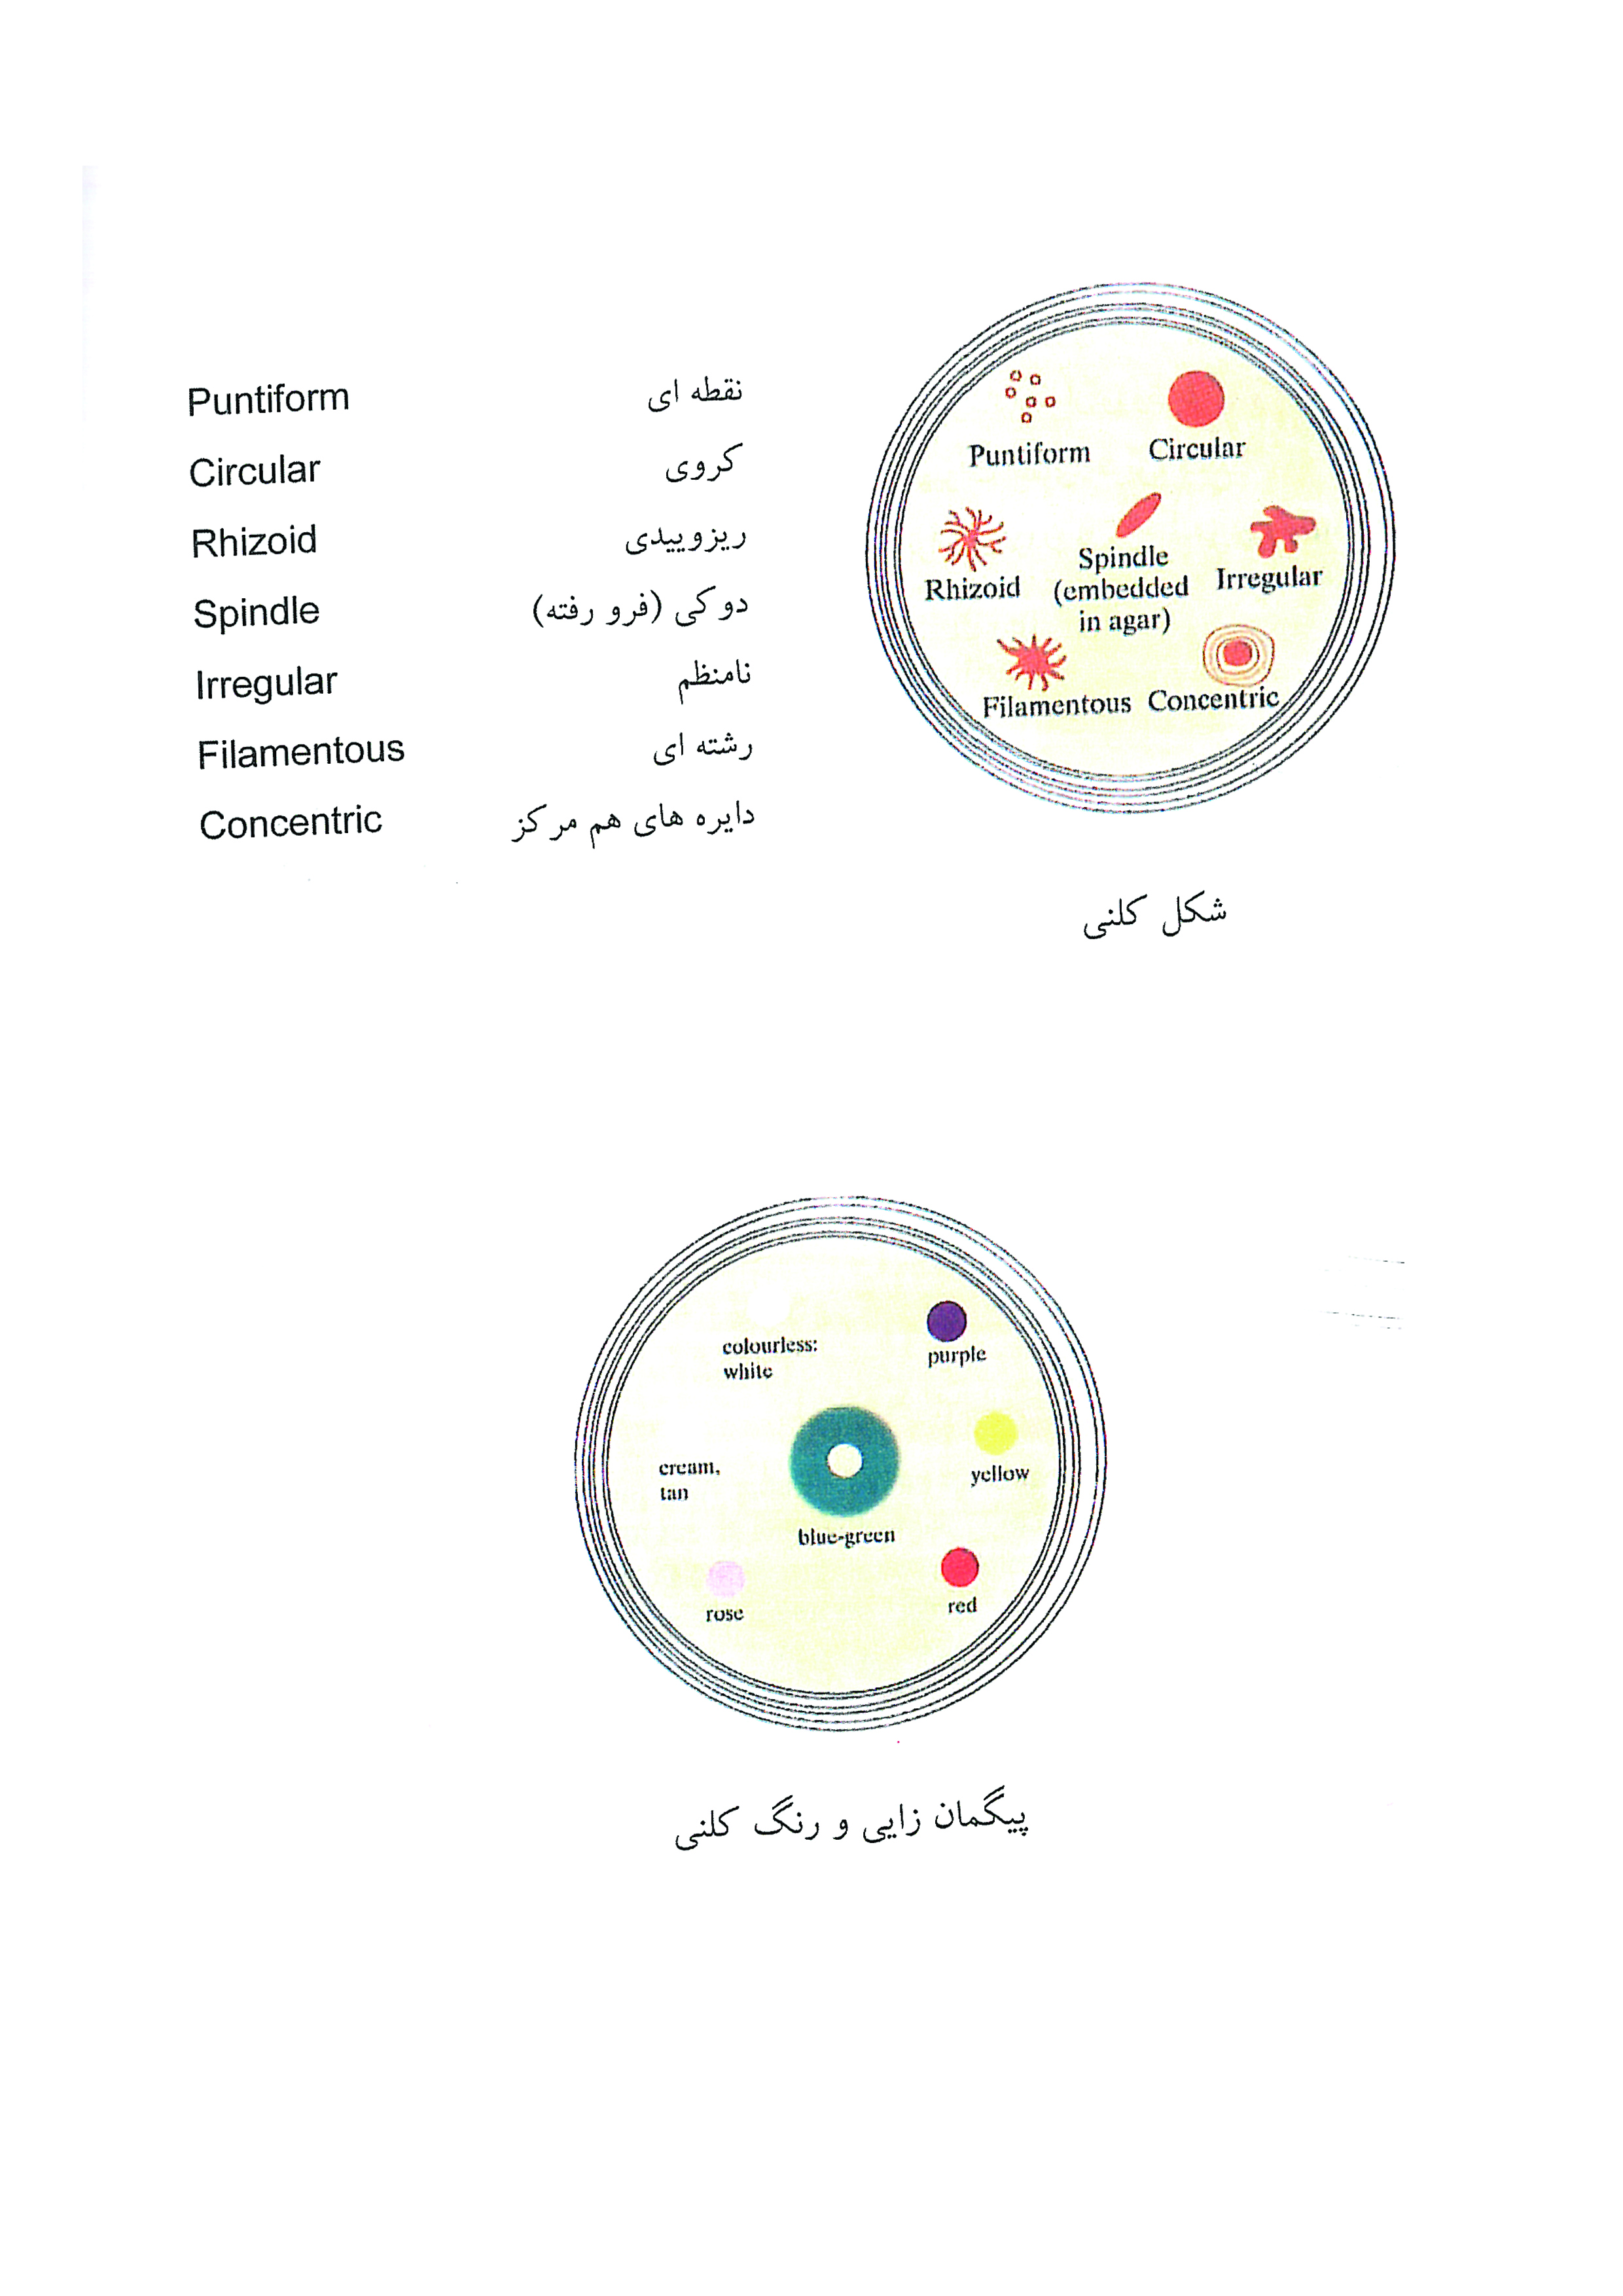 Puntiform نقطه ای
Circular کروی
Rhizoid ریزوییدی
Spindle دوکی (فرو رفته)
Irregular نامنظم
Filamentous رشته ای
Concentric دایره های هم مرکز
Puntiform Circular
Rhizoid
Spindle
(embedded
in agar)
Irregular
Filamentous Concentric
شکل کلنی
colourless:
white
purple
cream,
tan
yellow
blue-green
rose
red
پیگمان زایی و رنگ کلنی